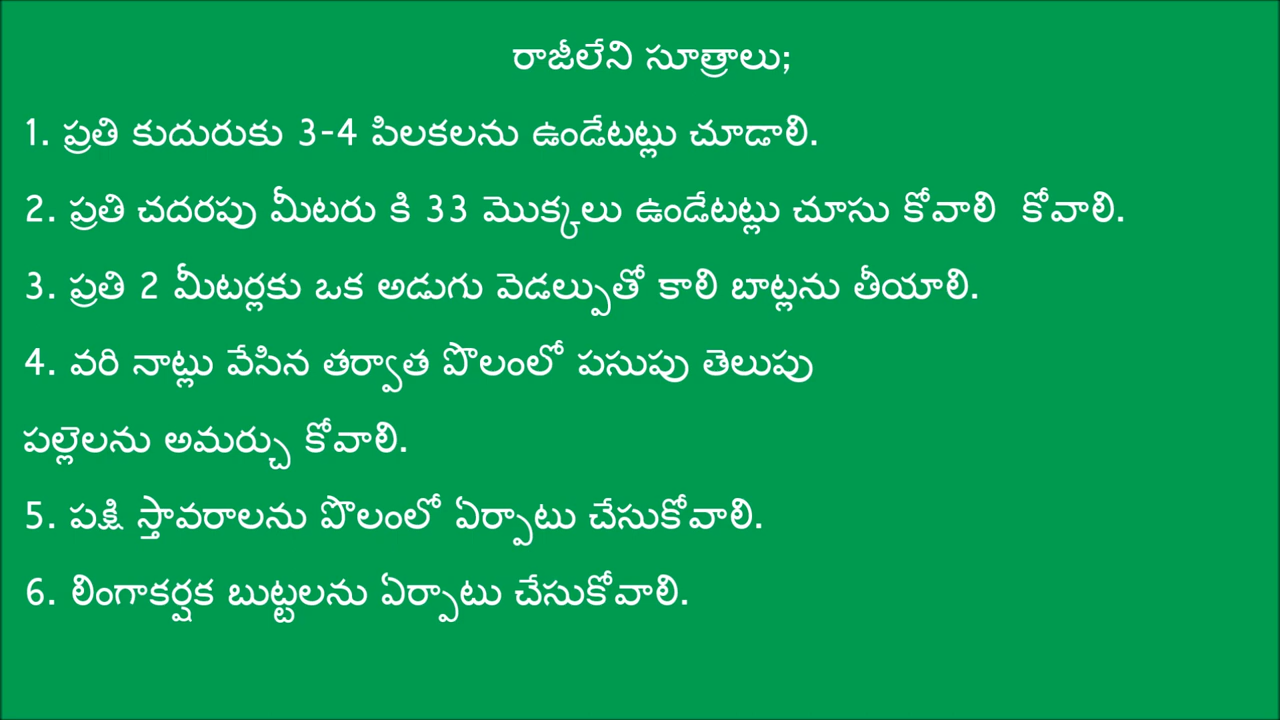 రాజీలేని సూత్రాలు;
1. ప్రతి కుదురుకు 3-4 పిలకలను ఉండేటట్లు చూడాలి.
2. ప్రతి చదరపు మీటరు కి 33 మొక్కలు ఉండేటట్లు చూసు కోవాలి  కోవాలి.
3. ప్రతి 2 మీటర్లకు ఒక అడుగు వెడల్పుతో కాలి బాట్లను తీయాలి.
4. వరి నాట్లు వేసిన తర్వాత పొలంలో పసుపు తెలుపు
పల్లెలను అమర్చు కోవాలి.
5. పక్షి స్తావరాలను పొలంలో ఏర్పాటు చేసుకోవాలి.
6. లింగాకర్షక బుట్టలను ఏర్పాటు చేసుకోవాలి.